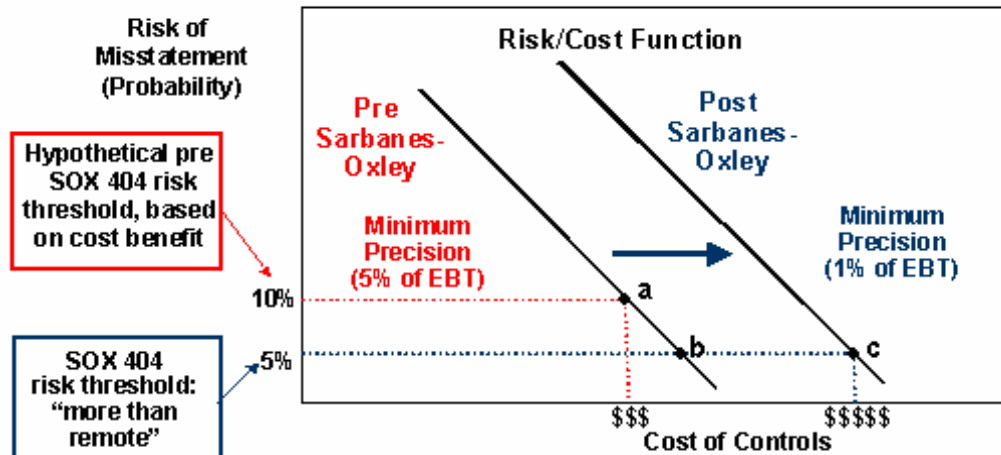 Risk of
Misstatement
(Probability)
Risk/Cost Function
Pre
Sarbanes-
Oxley
Post
Sarbanes-
Oxley
Hypothetical pre
SOX 404 risk
threshold, based
on cost benefit
Minimum
Precision
(5% of EBT)
Minimum
Precision
(1% of EBT)
10%
a
SOX 404
risk threshold:
“more than
remote”
5%
b
c
$$$
$$$$$
Cost of Controls